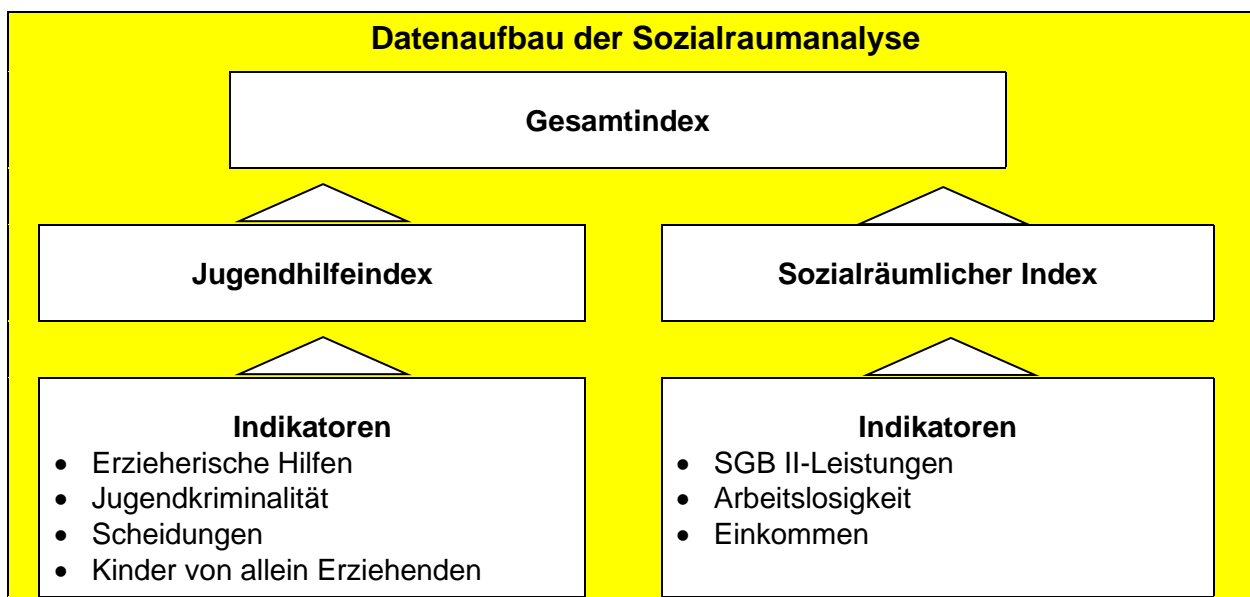 Datenaufbau der Sozialraumanalyse
Gesamtindex
Jugendhilfeindex
Sozialräumlicher Index
Indikatoren
• Erzieherische Hilfen
• Jugendkriminalität
• Scheidungen
• Kinder von allein Erziehenden
Indikatoren
• SGB II-Leistungen
• Arbeitslosigkeit
• Einkommen